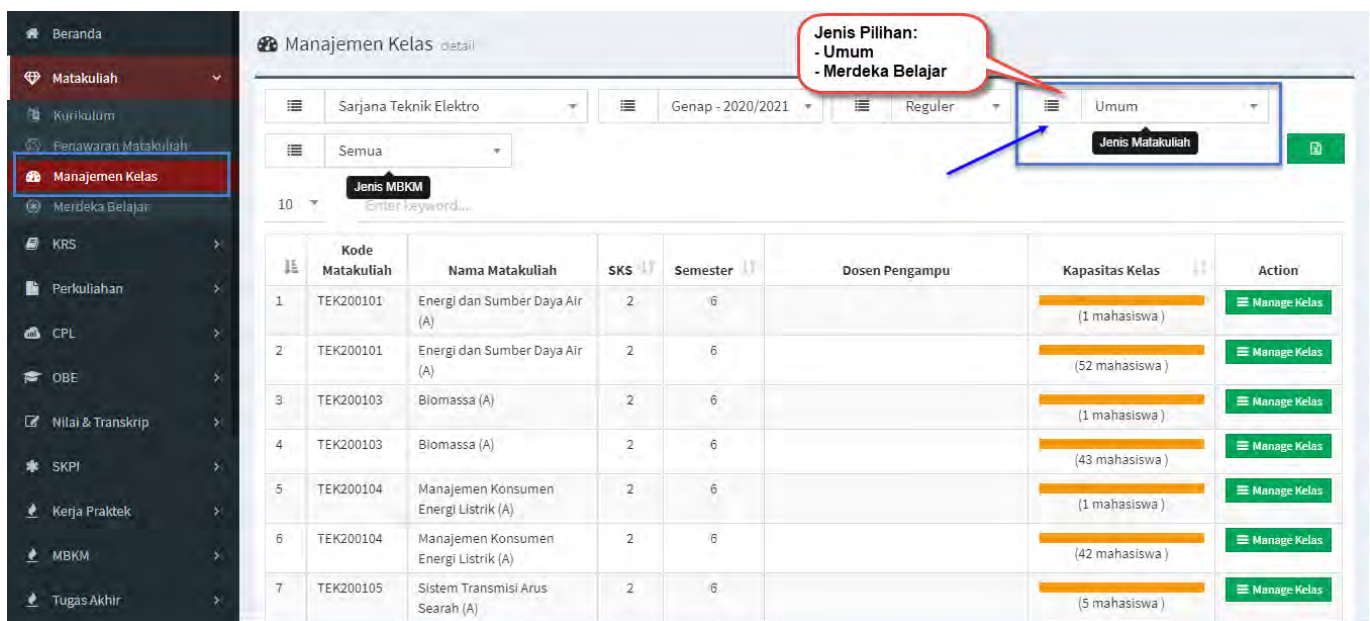 Beranda
Matakuliah
Kurikulum
Penawaran Matakuliah
Manajemen Kelas
Merdeka Belajar
KRS
Perkuliahan
CPL
OBE
Nilai & Transkrip
SKPI
Kerja Praktek
MBKM
Tugas Akhir
Manajemen Kelas detail
Jenis Pilihan:
- Umum
- Merdeka Belajar
Sarjana Teknik Elektro
Genap - 2020/2021
Reguler
Umum
Jenis Matakuliah
Semua
Jenis MBKM
10
Enter keyword....
Kode
Matakuliah
Nama Matakuliah
SKS
Semester
Dosen Pengampu
Kapasitas Kelas
Action
1 TEK200101 Energi dan Sumber Daya Air 2 6 Manage Kelas
(A) (1 mahasiswa )
2 TEK200101 Energi dan Sumber Daya Air 2 6 Manage Kelas
(A) (52 mahasiswa )
3 TEK200103 Biomassa (A) 2 6 Manage Kelas
(1 mahasiswa )
4 TEK200103 Biomassa (A) 2 6 Manage Kelas
(43 mahasiswa )
5 TEK200104 Manajemen Konsumen 2 6 Manage Kelas
Energi Listrik (A) (1 mahasiswa )
6 TEK200104 Manajemen Konsumen 2 6 Manage Kelas
Energi Listrik (A) (42 mahasiswa )
7 TEK200105 Sistem Transmisi Arus 2 6 Manage Kelas
Searah (A) (5 mahasiswa )